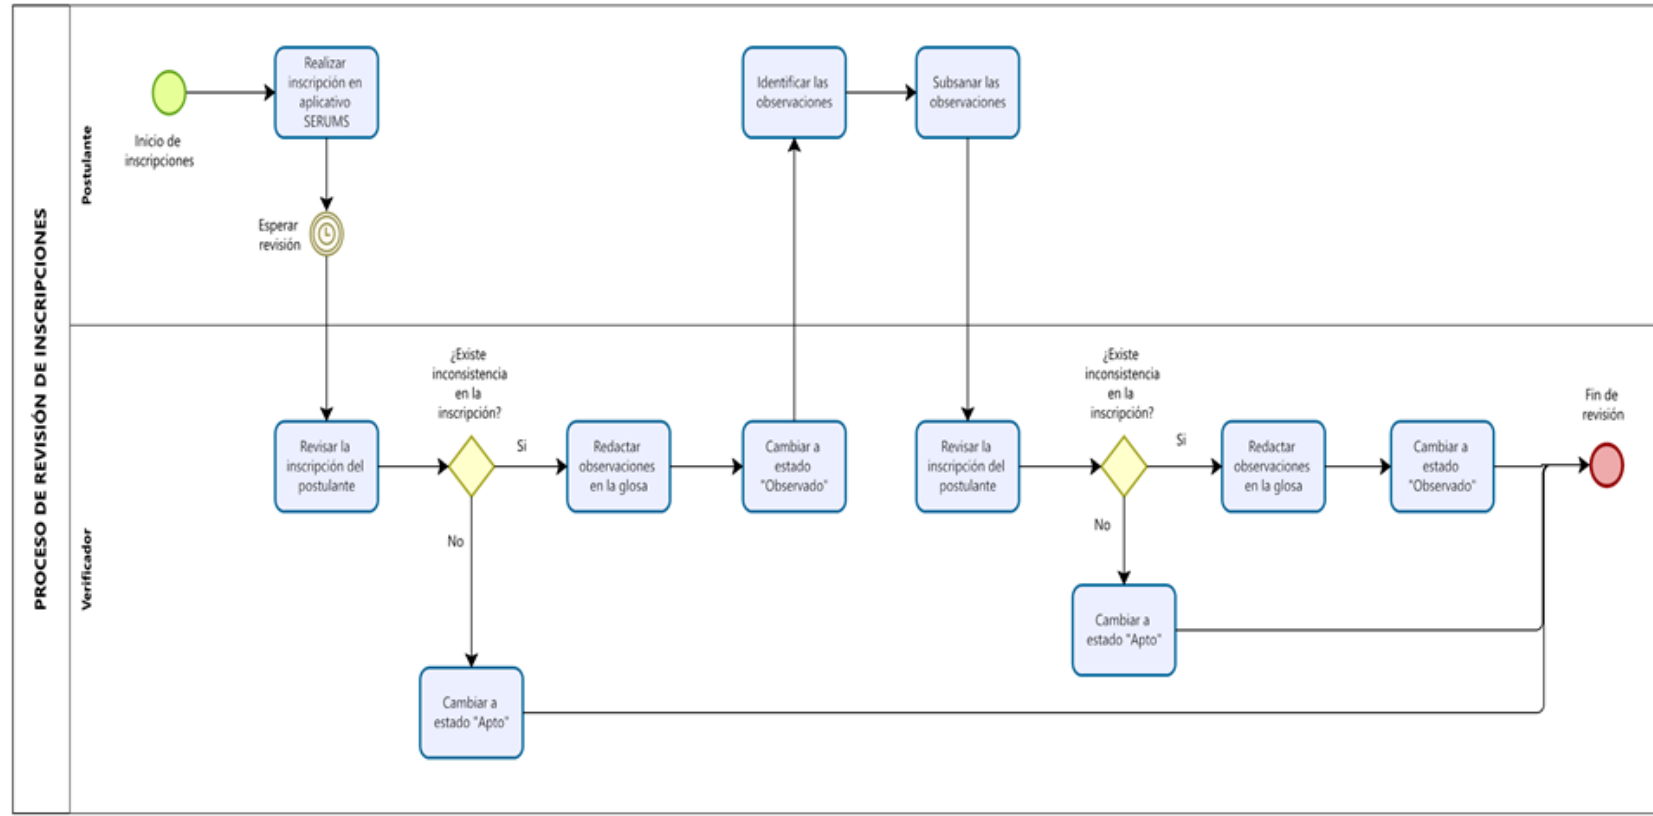 PROCESO DE REVISIÓN DE INSCRIPCIONES
Postulante
Inicio de
inscripciones
Realizar
inscripción en
aplicativo
SERUMS
Esperar
revisión
Identificar las
observaciones
Subsanar las
observaciones
Verificador
Revisar la
inscripción del
postulante
¿Existe
inconsistencia
en la
inscripción?
Si
No
Redactar
observaciones
en la glosa
Cambiar a
estado
"Observado"
Cambiar a
estado "Apto"
Revisar la
inscripción del
postulante
¿Existe
inconsistencia
en la
inscripción?
Si
No
Redactar
observaciones
en la glosa
Cambiar a
estado
"Observado"
Cambiar a
estado "Apto"
Fin de
revisión